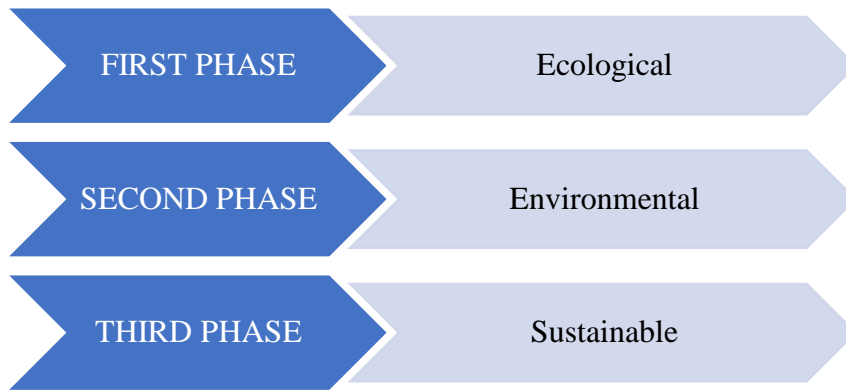 FIRST PHASE
Ecological
SECOND PHASE
Environmental
THIRD PHASE
Sustainable